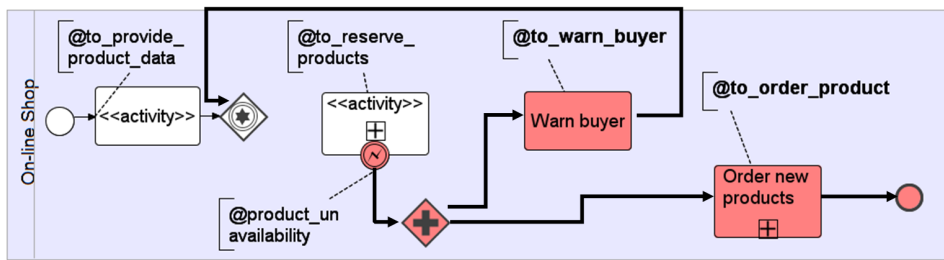 On-line Shop
@to_provide_
product_data
<<activity>>
@to_reserve_
products
<<activity>>
@product_un
availability
@to_warn_buyer
Warn buyer
@to_order_product
Order new
products